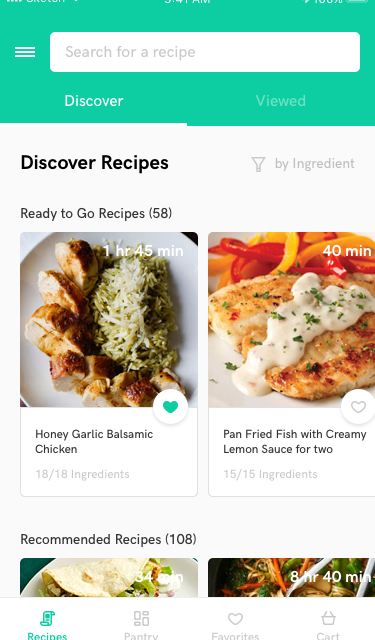 Search for a recipe
Discover
Viewed
Discover Recipes
by Ingredient
Ready to Go Recipes (58)
1 hr 45 min
40 min
Honey Garlic Balsamic
Chicken
18/18 Ingredients
Pan Fried Fish with Creamy
Lemon Sauce for two
15/15 Ingredients
Recommended Recipes (108)
34 min
8 hr 40 min
Recipes
Pantry
Favorites
Cart